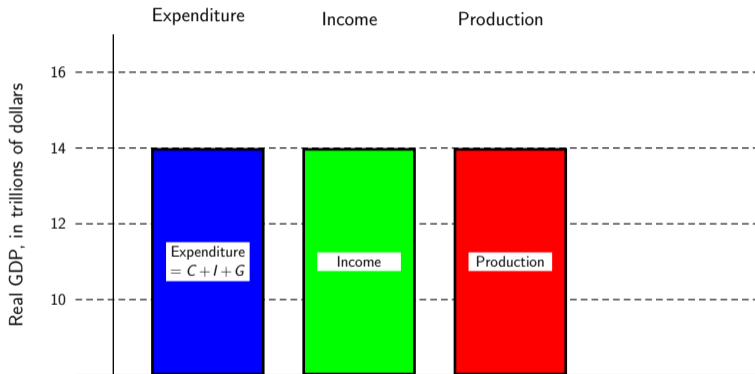 Expenditure
Income
Production
Real GDP, in trillions of dollars
16
14
12
10
Expenditure
= C + I + G
Income
Production